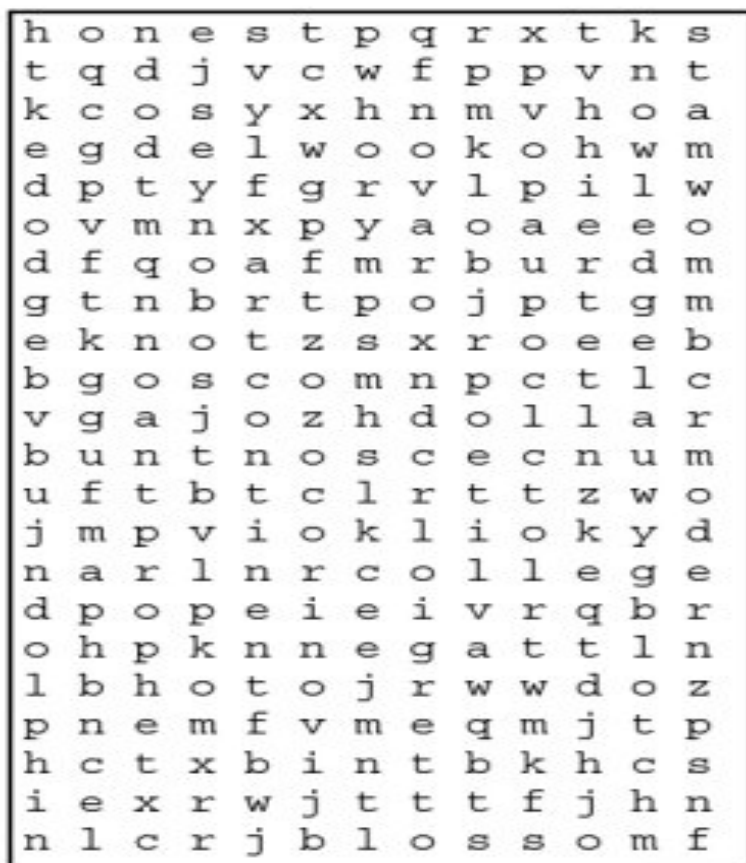 h o n e s t p q r x t k s
t q d j v c w f p p v n t
k c o s y x h n m v h o a
e g d e l w o o k o h w m
d p t y f g r v l p i l w
o v m n x p y a o a e e o
d f q o a f m r b u r d m
g t n b r t p o j p t g m
e k n o t z s x r o e e b
b g o s c o m n p c t l c
v g a j o z h d o l l a r
b u n t n o s c e c n u m
u f t b t c l r t t z w o
j m p v i o k l i o k y d
n a r l n r c o l l e g e
d p o p e i e i v r q b r
o h p k n n e g a t t l n
l b h o t o j r w w d o z
p n e m f v m e q m j t p
h c t x b i n t b k h c s
i e x r w j t t t f j h n
n l c r j b l o s s o m f